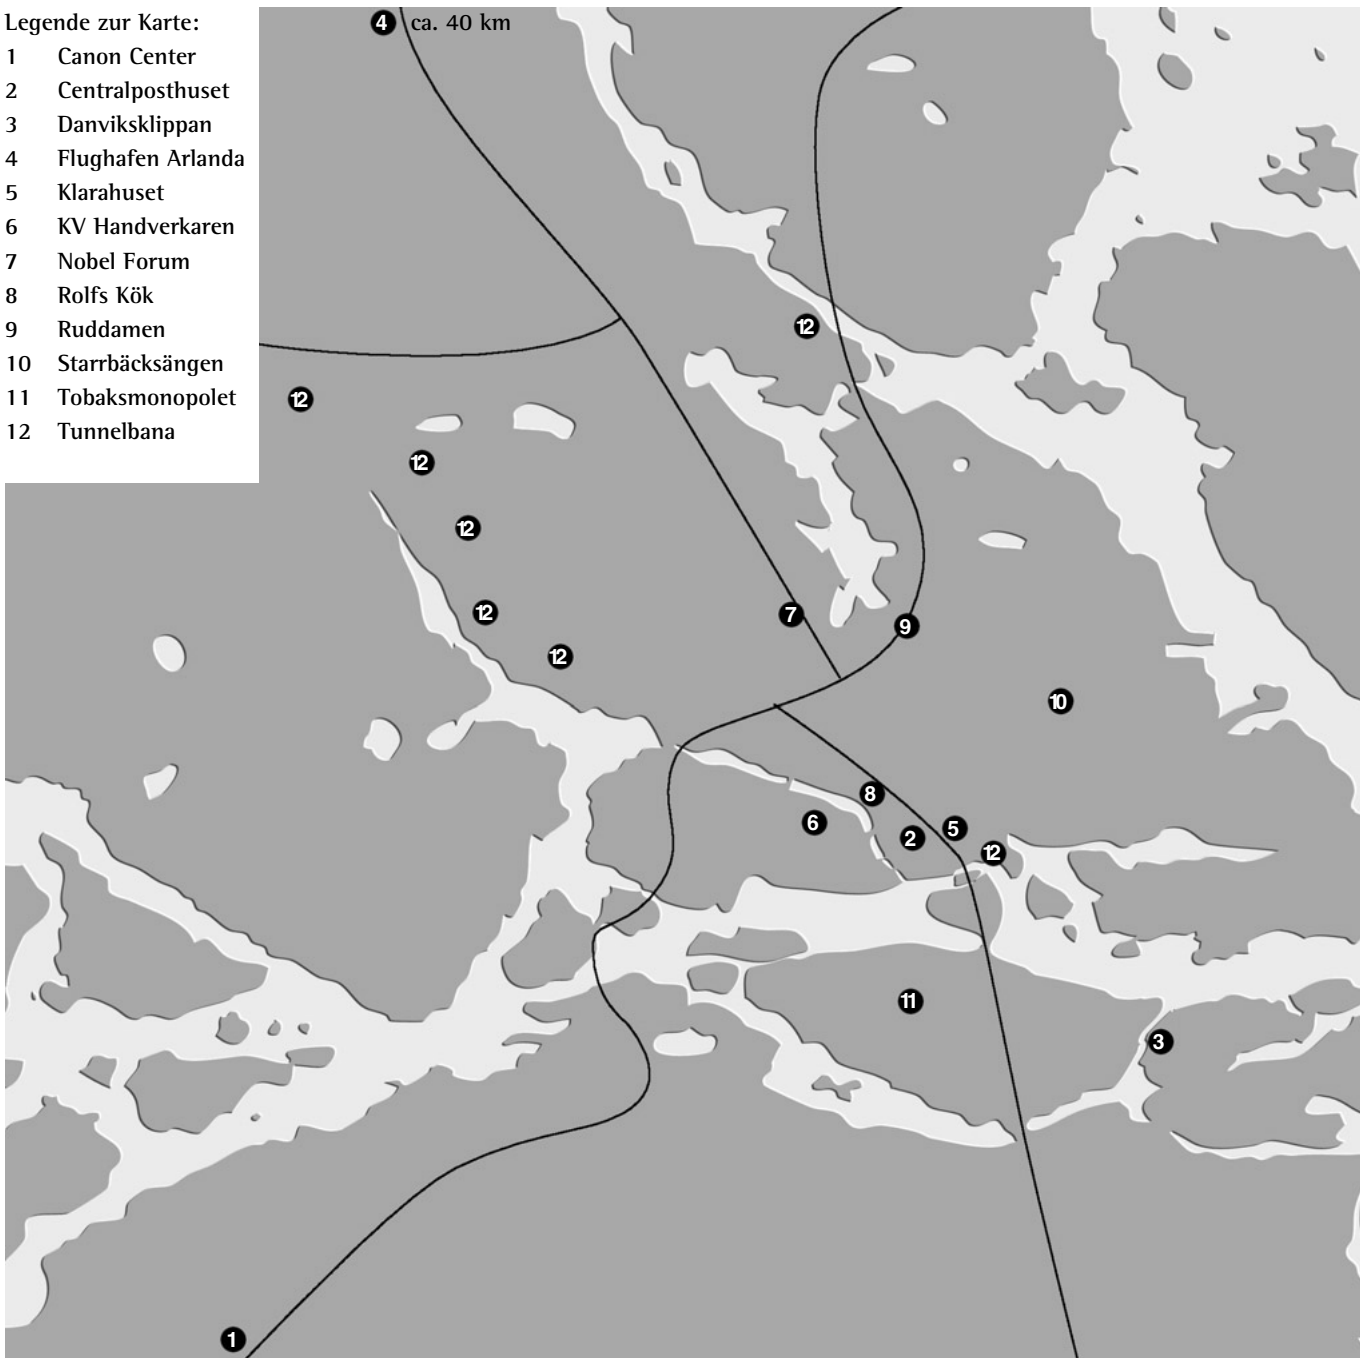 Legende zur Karte:
1 Canon Center
2 Centralposthuset
3 Danviksklippan
4 Flughafen Arlanda
5 Klarahuset
6 KV Handverkaren
7 Nobel Forum
8 Rolfs Kök
9 Ruddamen
10 Starrbäcksängen
11 Tobaksmonopolet
12 Tunnelbana
4 ca. 40 km
12
12
12
12
12
7
9
12
10
8
6
5
2
12
11
3
1